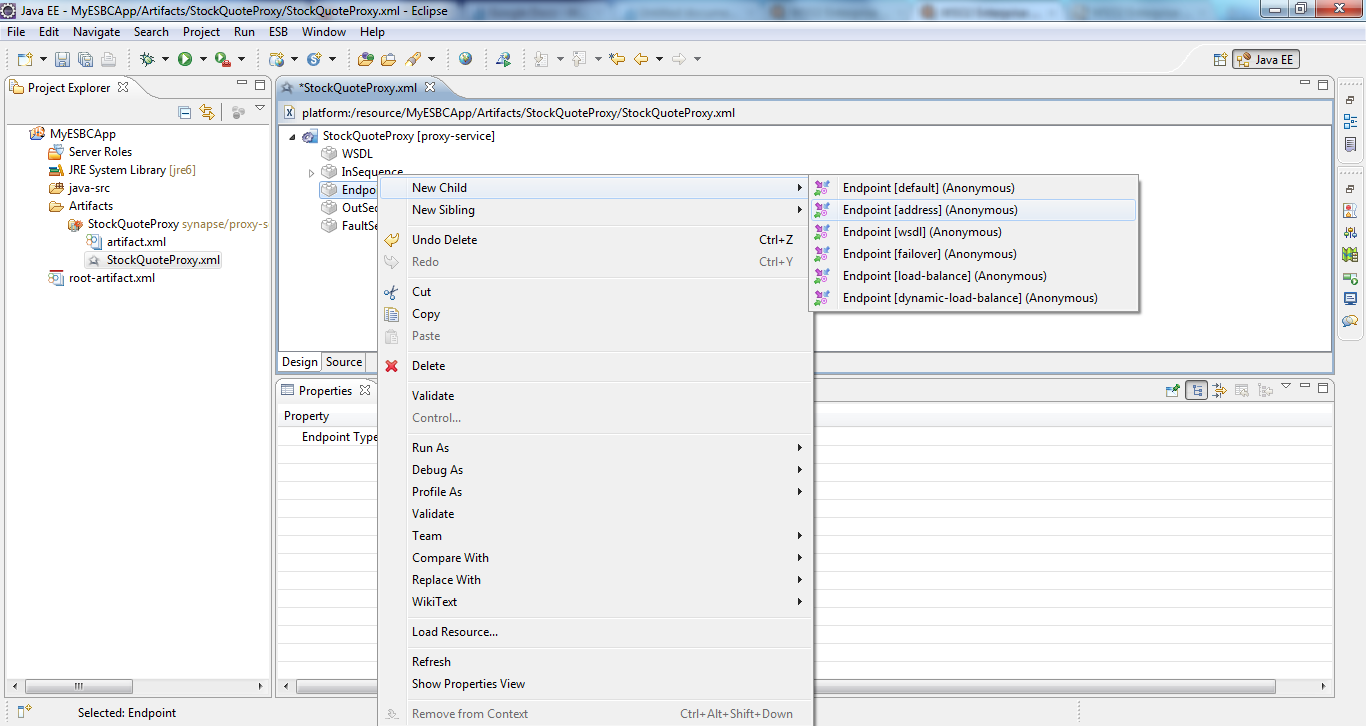 Java EE - MyESBCApp/Artifacts/StockQuoteProxy/StockQuoteProxy.xml - Eclipse
File Edit Navigate Search Project Run ESB Window Help
Java EE
Project Explorer
*StockQuoteProxy.xml
platform:/resource/MyESBCApp/Artifacts/StockQuoteProxy/StockQuoteProxy.xml
MyESBCApp
Server Roles
JRE System Library [jre6]
java-src
Artifacts
StockQuoteProxy synapse/proxy-s
artifact.xml
StockQuoteProxy.xml
root-artifact.xml
StockQuoteProxy [proxy-service]
WSDL
InSequence
Endpo
OutSe
FaultSe
New Child
New Sibling
Undo Delete Ctrl+Z
Redo Ctrl+Y
Cut
Copy
Paste
Delete
Validate
Control...
Run As
Debug As
Profile As
Validate
Team
Compare With
Replace With
WikiText
Load Resource...
Refresh
Show Properties View
Remove from Context Ctrl+Alt+Shift+Down
Endpoint [default] (Anonymous)
Endpoint [address] (Anonymous)
Endpoint [wsdl] (Anonymous)
Endpoint [failover] (Anonymous)
Endpoint [load-balance] (Anonymous)
Endpoint [dynamic-load-balance] (Anonymous)
Design Source
Properties
Property
Endpoint Type
Selected: Endpoint